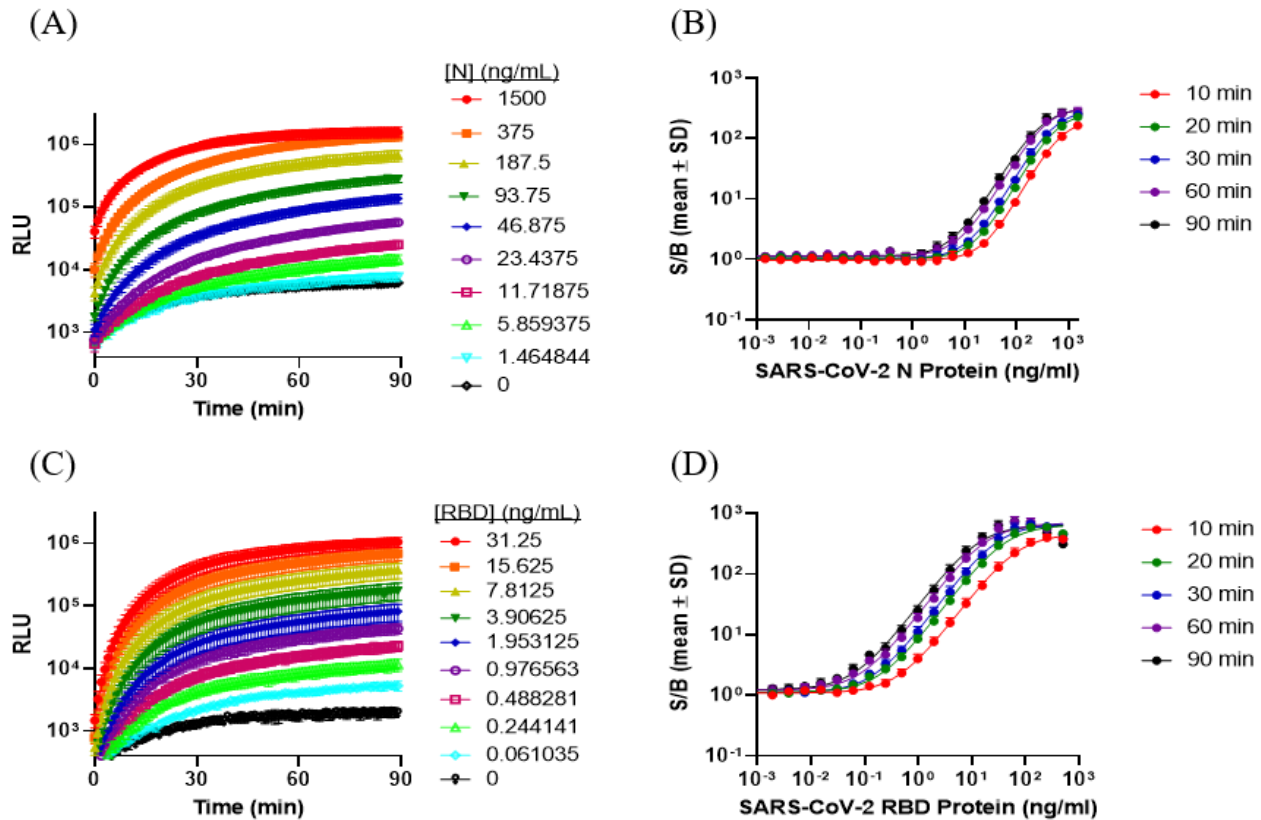 (A)
[N] (ng/mL)
1500
375
187.5
93.75
46.875
23.4375
11.71875
5.859375
1.464844
0
10⁶
10⁵
10⁴
10³
RLU
0 30 60 90
Time (min)
(B)
10³
10²
10¹
10⁰
10⁻¹
S/B (mean ± SD)
10⁻³ 10⁻² 10⁻¹ 10⁰ 10¹ 10² 10³
SARS-CoV-2 N Protein (ng/ml)
10 min
20 min
30 min
60 min
90 min
(C)
[RBD] (ng/mL)
31.25
15.625
7.8125
3.90625
1.953125
0.976563
0.488281
0.244141
0.061035
0
10⁶
10⁵
10⁴
10³
RLU
0 30 60 90
Time (min)
(D)
10³
10²
10¹
10⁰
10⁻¹
S/B (mean ± SD)
10⁻³ 10⁻² 10⁻¹ 10⁰ 10¹ 10² 10³
SARS-CoV-2 RBD Protein (ng/ml)
10 min
20 min
30 min
60 min
90 min